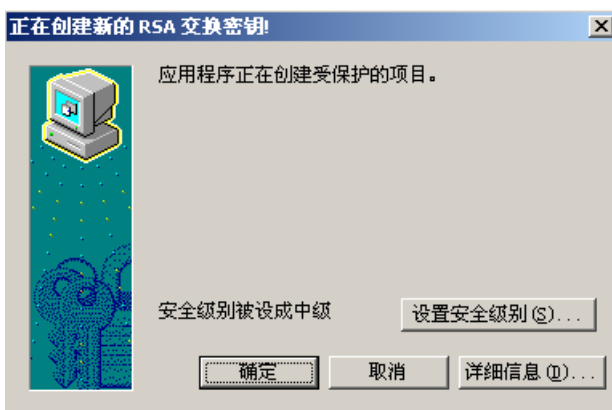 正在创建新的 RSA 交换密钥!
应用程序正在创建受保护的项目。
安全级别被设成中级
设置安全级别(S)...
确定
取消
详细信息(D)...